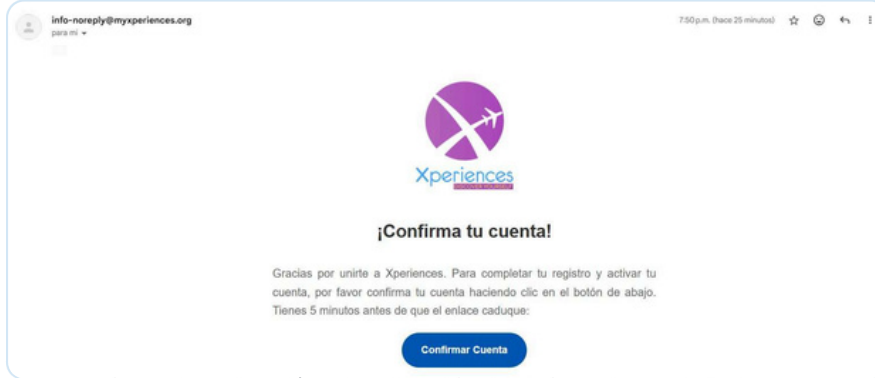 info-noreply@myxperiences.org
7:50 p.m. (hace 25 minutos)
para mí
Xperiences
DISCOVER YOURSELF
¡Confirma tu cuenta!
Gracias por unirte a Xperiences. Para completar tu registro y activar tu
cuenta, por favor confirma tu cuenta haciendo clic en el botón de abajo.
Tienes 5 minutos antes de que el enlace caduque:
Confirmar Cuenta